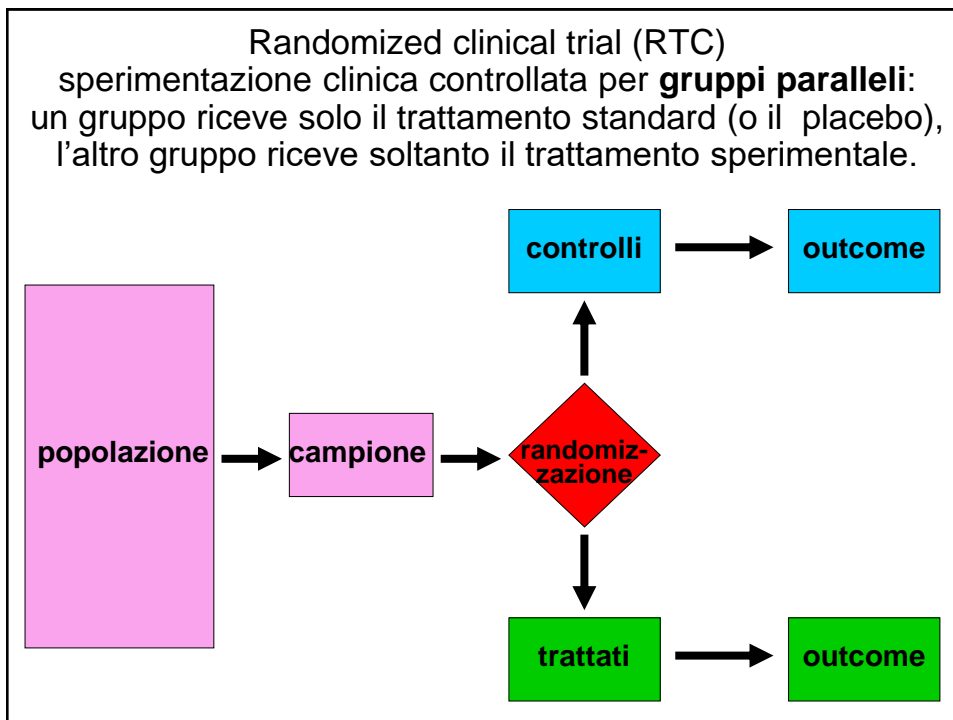 Randomized clinical trial (RTC)
sperimentazione clinica controllata per gruppi paralleli:
un gruppo riceve solo il trattamento standard (o il placebo),
l'altro gruppo riceve soltanto il trattamento sperimentale.
controlli
outcome
popolazione
campione
randomiz-
zazione
trattati
outcome